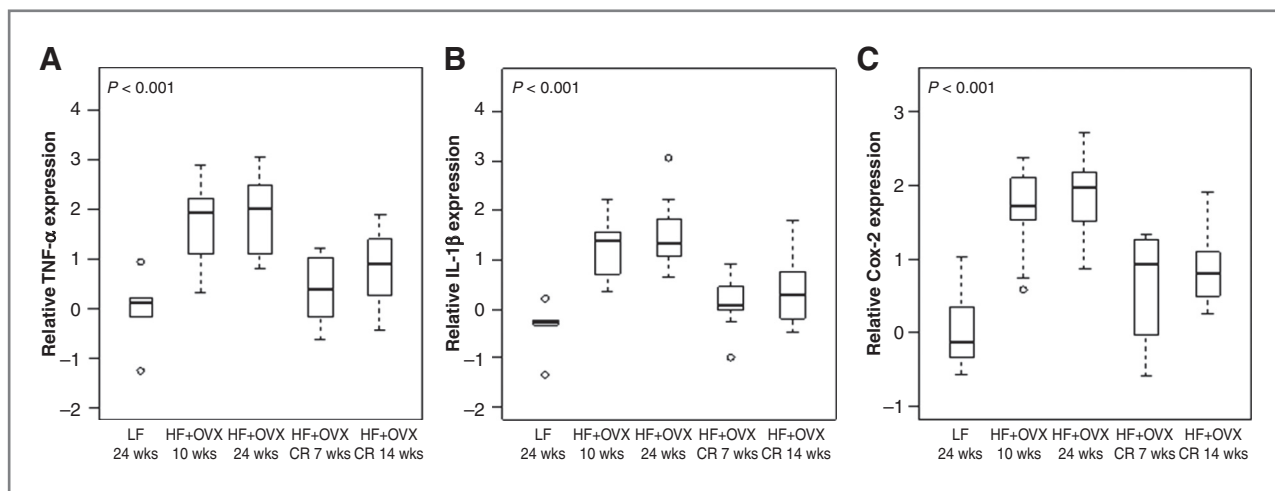 A
P < 0.001
Relative TNF-α expression
4
3
2
1
0
–1
–2
LF
24 wks
HF+OVX
10 wks
HF+OVX
24 wks
HF+OVX
CR 7 wks
HF+OVX
CR 14 wks
B
P < 0.001
Relative IL-1β expression
4
3
2
1
0
–1
–2
LF
24 wks
HF+OVX
10 wks
HF+OVX
24 wks
HF+OVX
CR 7 wks
HF+OVX
CR 14 wks
C
P < 0.001
Relative Cox-2 expression
3
2
1
0
–1
LF
24 wks
HF+OVX
10 wks
HF+OVX
24 wks
HF+OVX
CR 7 wks
HF+OVX
CR 14 wks